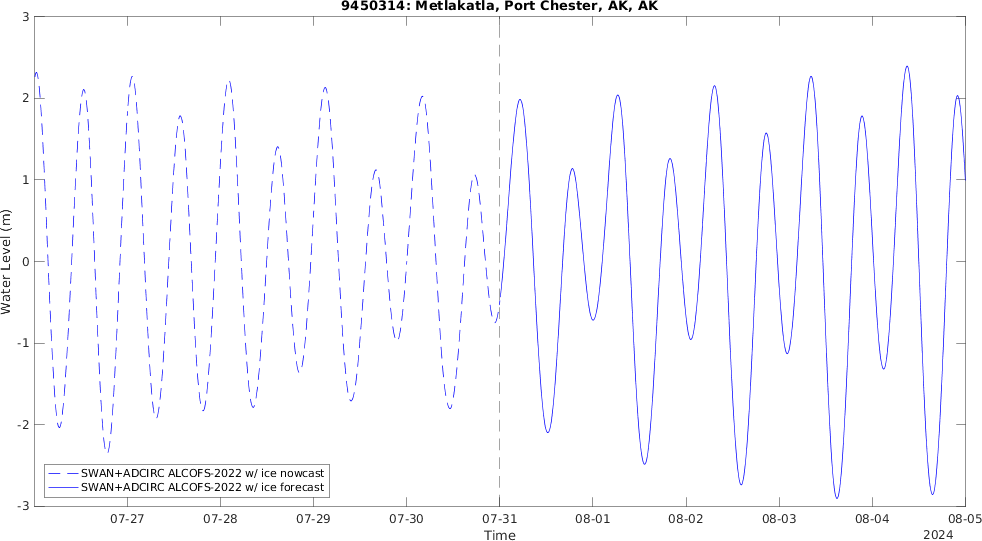 9450314: Metlakatla, Port Chester, AK, AK
3
2
1
0
-1
-2
-3
Water Level (m)
SWAN+ADCIRC ALCOFS-2022 w/ ice nowcast
SWAN+ADCIRC ALCOFS-2022 w/ ice forecast
07-27 07-28 07-29 07-30 07-31 08-01 08-02 08-03 08-04 08-05
Time
2024